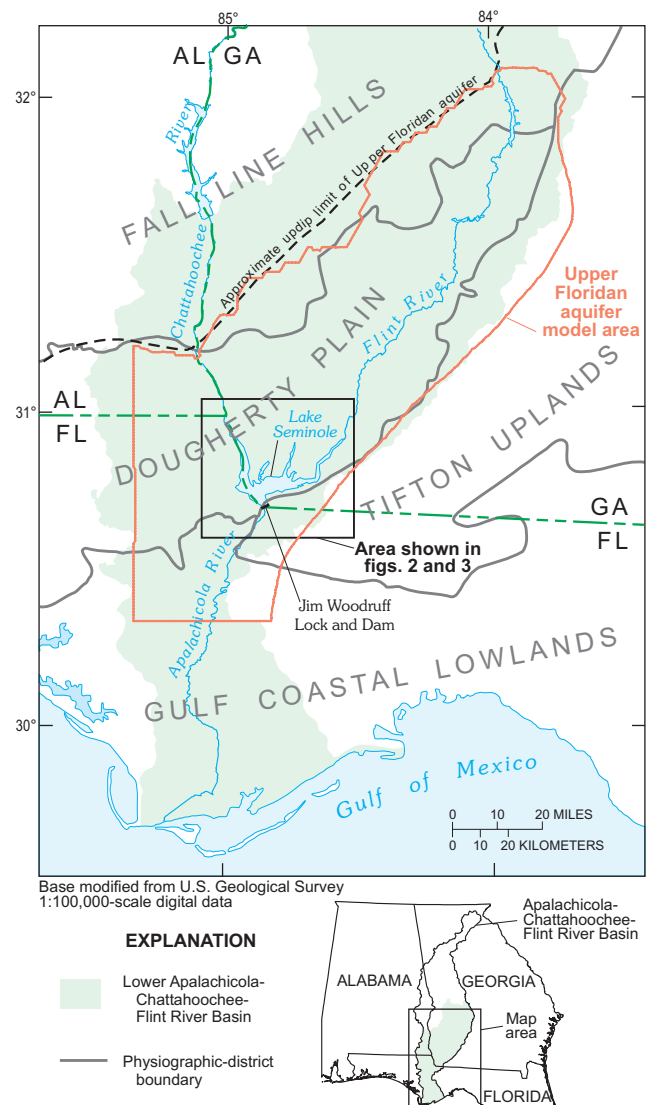 85°
84°
AL
GA
32°
River
FALL LINE HILLS
Approximate updip limit of Upper Floridan aquifer
Chattahoochee
Flint River
Upper
Floridan
aquifer
model area
DOUGHERTY PLAIN
31°
AL
FL
Lake
Seminole
TIFTON UPLANDS
GA
FL
Area shown in
figs. 2 and 3
Jim Woodruff
Lock and Dam
Apalachicola River
GULF COASTAL LOWLANDS
30°
Gulf of Mexico
0 10 20 MILES
0 10 20 KILOMETERS
Base modified from U.S. Geological Survey
1:100,000-scale digital data
EXPLANATION
Lower Apalachicola-
Chattahoochee-
Flint River Basin
Physiographic-district
boundary
Apalachicola-
Chattahoochee-
Flint River Basin
ALABAMA
GEORGIA
Map
area
FLORIDA